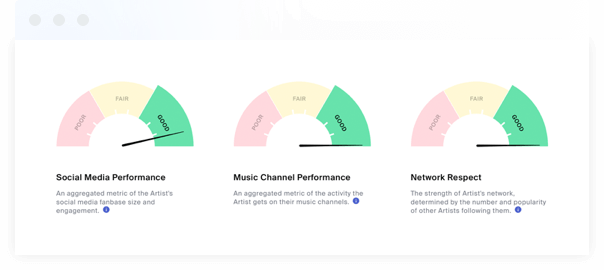 POOR
FAIR
GOOD
POOR
FAIR
GOOD
POOR
FAIR
GOOD
Social Media Performance
An aggregated metric of the Artist's
social media fanbase size and
engagement. i
Music Channel Performance
An aggregated metric of the activity the
Artist gets on their music channels. i
Network Respect
The strength of Artist's network,
determined by the number and popularity
of other Artists following them. i